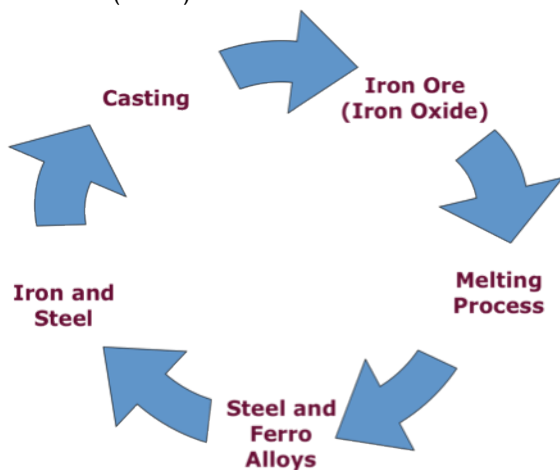 Casting
Iron Ore
(Iron Oxide)
Melting
Process
Steel and
Ferro
Alloys
Iron and
Steel